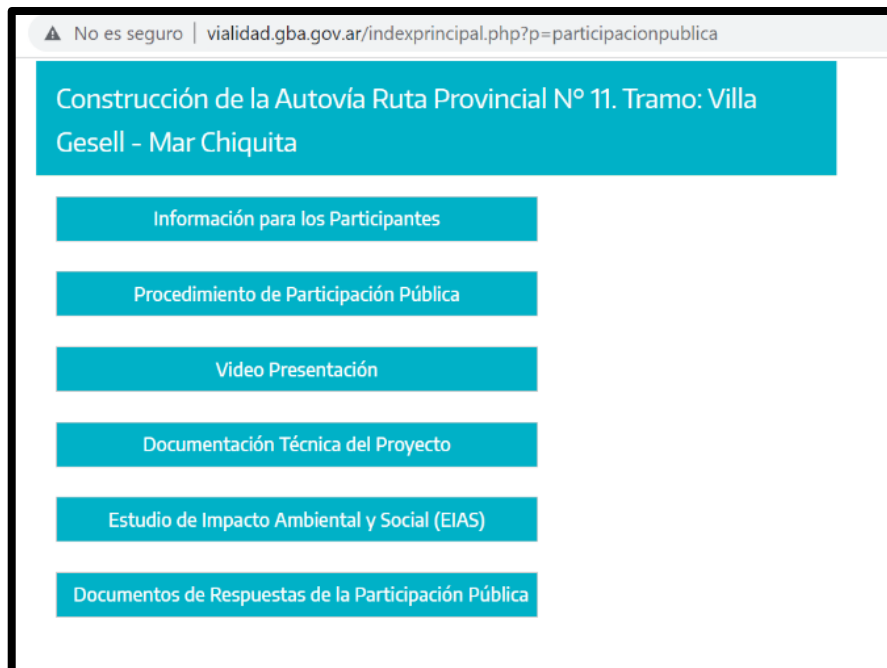 No es seguro | vialidad.gba.gov.ar/indexprincipal.php?p=participacionpublica
Construcción de la Autovía Ruta Provincial N° 11. Tramo: Villa
Gesell - Mar Chiquita
Información para los Participantes
Procedimiento de Participación Pública
Video Presentación
Documentación Técnica del Proyecto
Estudio de Impacto Ambiental y Social (EIAS)
Documentos de Respuestas de la Participación Pública